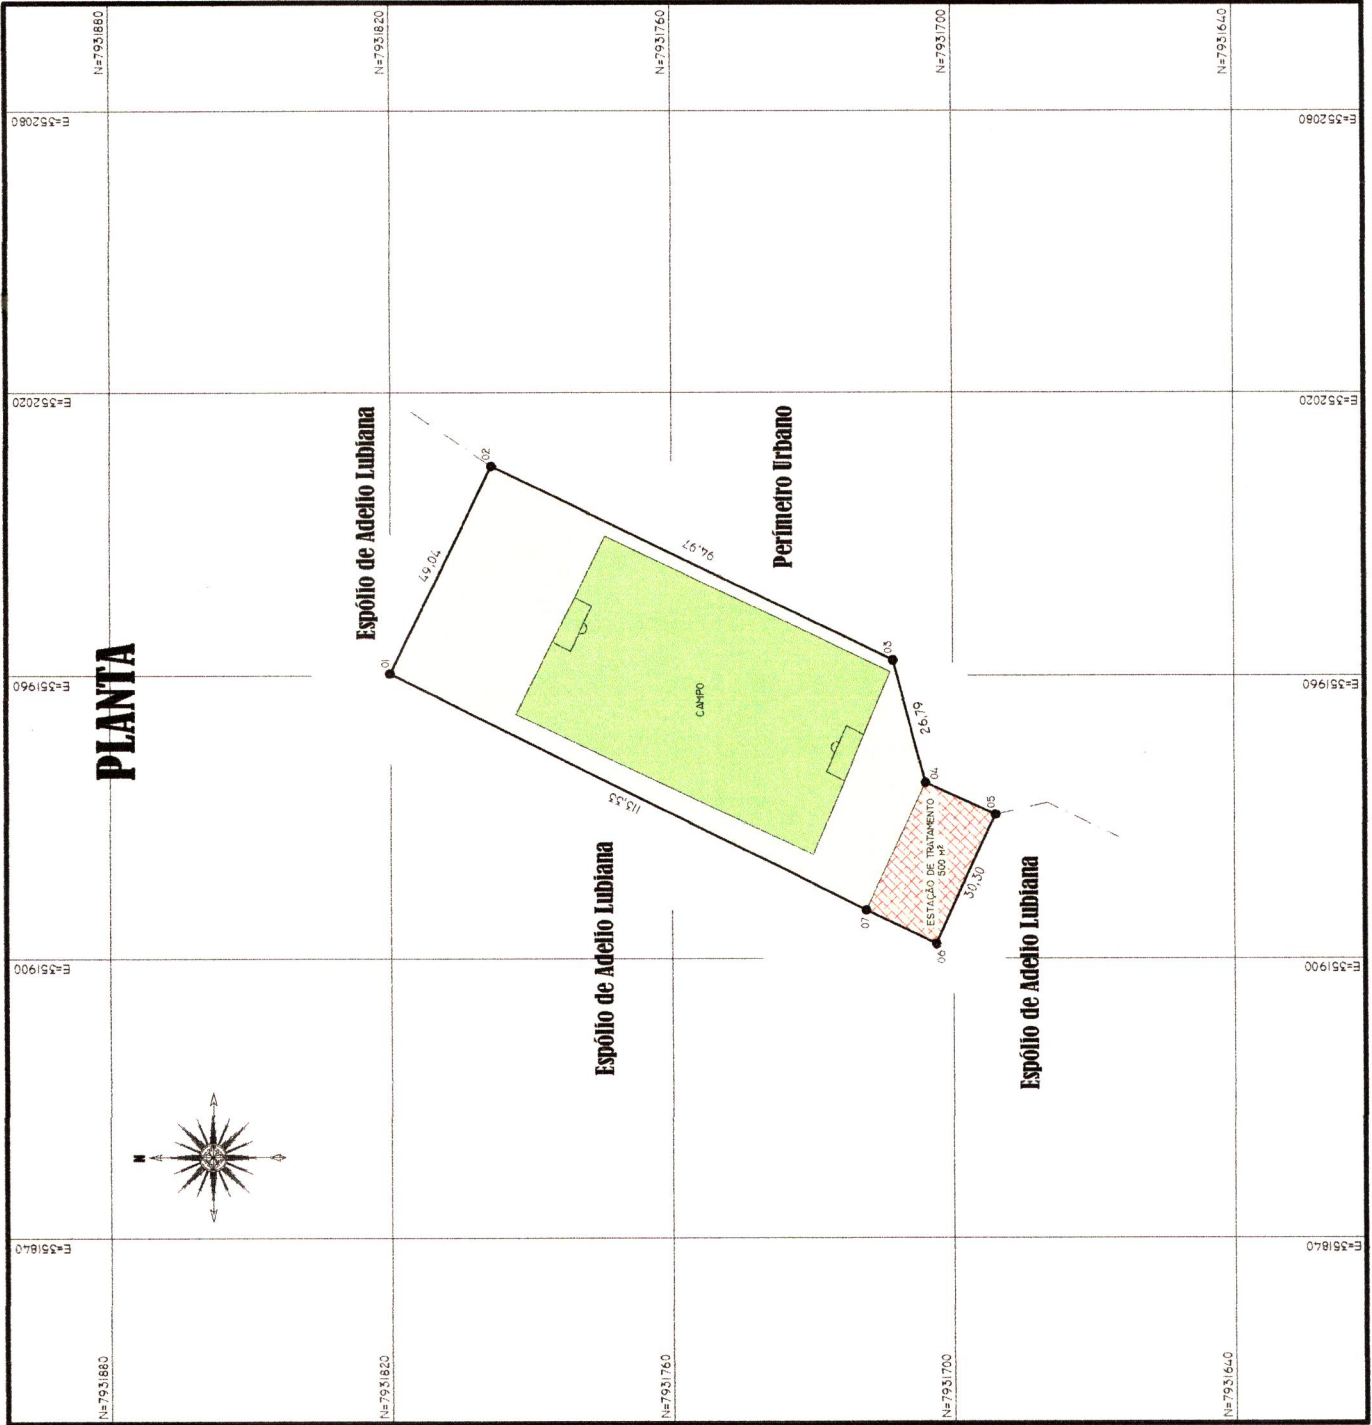 PLANTA
N
N=7931880
N=7931820
N=7931760
N=7931700
N=7931640
E=352080
E=352080
E=352020
E=352020
E=351960
E=351960
E=351900
E=351900
E=351840
E=351840
N=7931880
N=7931820
N=7931760
N=7931700
N=7931640
Espólio de Adelio Lubiana
Perímetro Urbano
Espólio de Adelio Lubiana
Espólio de Adelio Lubiana
01
49,04
02
94,97
03
26,79
04
05
30,30
06
07
113,33
CAMPO
ESTAÇÃO DE TRATAMENTO
500 M²